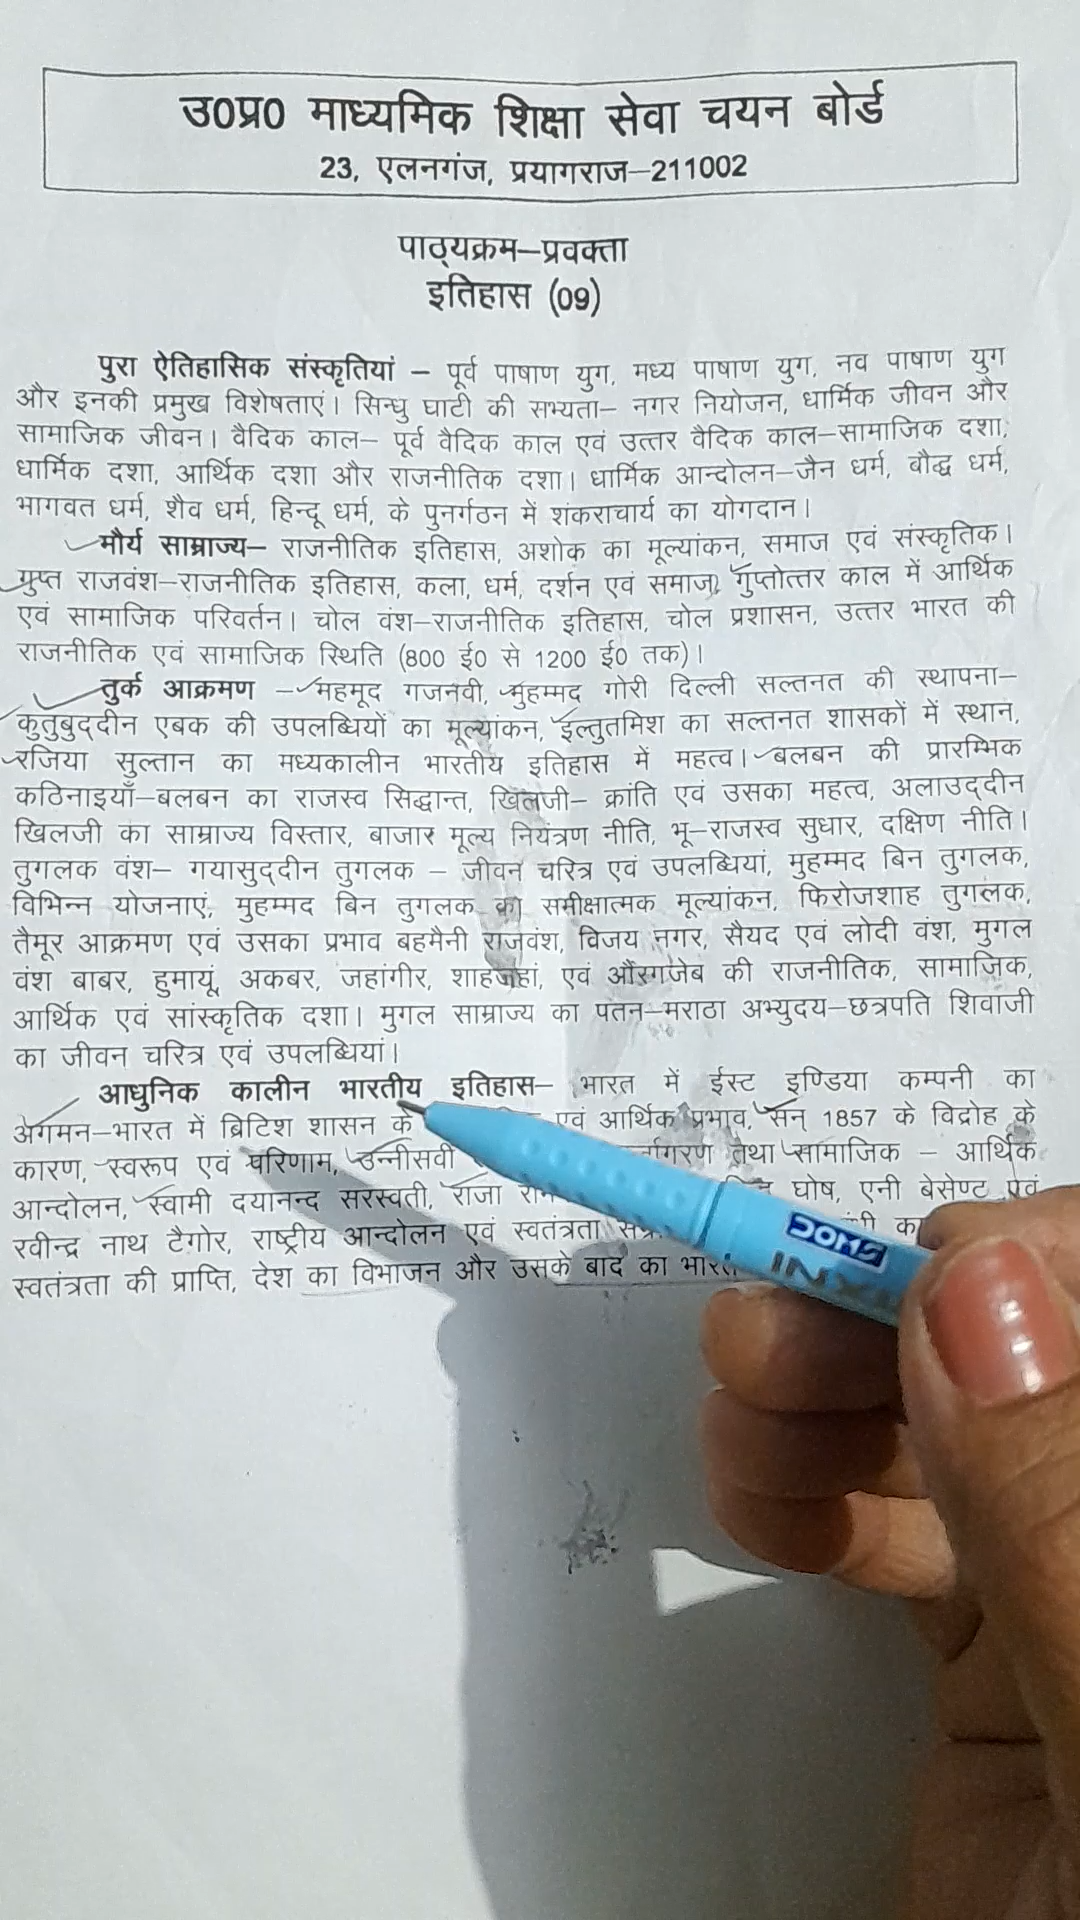 उ0प्र0 माध्यमिक शिक्षा सेवा चयन बोर्ड
23, एलनगंज, प्रयागराज–211002
पाठ्यक्रम–प्रवक्ता
इतिहास (09)
पुरा ऐतिहासिक संस्कृतियां – पूर्व पाषाण युग, मध्य पाषाण युग, नव पाषाण युग
और इनकी प्रमुख विशेषताएं। सिन्धु घाटी की सभ्यता– नगर नियोजन, धार्मिक जीवन और
सामाजिक जीवन। वैदिक काल– पूर्व वैदिक काल एवं उत्तर वैदिक काल–सामाजिक दशा,
धार्मिक दशा, आर्थिक दशा और राजनीतिक दशा। धार्मिक आन्दोलन–जैन धर्म, बौद्ध धर्म,
भागवत धर्म, शैव धर्म, हिन्दू धर्म, के पुनर्गठन में शंकराचार्य का योगदान।
मौर्य साम्राज्य– राजनीतिक इतिहास, अशोक का मूल्यांकन, समाज एवं संस्कृतिक।
गुप्त राजवंश–राजनीतिक इतिहास, कला, धर्म, दर्शन एवं समाज, गुप्तोत्तर काल में आर्थिक
एवं सामाजिक परिवर्तन। चोल वंश–राजनीतिक इतिहास, चोल प्रशासन, उत्तर भारत की
राजनीतिक एवं सामाजिक स्थिति (800 ई0 से 1200 ई0 तक)।
तुर्क आक्रमण – महमूद गजनवी, मुहम्मद गोरी दिल्ली सल्तनत की स्थापना–
कुतुबुद्दीन एबक की उपलब्धियों का मूल्यांकन, इल्तुतमिश का सल्तनत शासकों में स्थान,
रजिया सुल्तान का मध्यकालीन भारतीय इतिहास में महत्व। बलबन की प्रारम्भिक
कठिनाइयाँ–बलबन का राजस्व सिद्धान्त, खिलजी– क्रांति एवं उसका महत्व, अलाउद्दीन
खिलजी का साम्राज्य विस्तार, बाजार मूल्य नियंत्रण नीति, भू–राजस्व सुधार, दक्षिण नीति।
तुगलक वंश– गयासुद्दीन तुगलक – जीवन चरित्र एवं उपलब्धियां, मुहम्मद बिन तुगलक,
विभिन्न योजनाएं, मुहम्मद बिन तुगलक का समीक्षात्मक मूल्यांकन, फिरोजशाह तुगलक,
तैमूर आक्रमण एवं उसका प्रभाव बहमैनी राजवंश, विजय नगर, सैयद एवं लोदी वंश, मुगल
वंश बाबर, हुमायूं, अकबर, जहांगीर, शाहजहां, एवं औरंगजेब की राजनीतिक, सामाजिक,
आर्थिक एवं सांस्कृतिक दशा। मुगल साम्राज्य का पतन–मराठा अभ्युदय–छत्रपति शिवाजी
का जीवन चरित्र एवं उपलब्धियां।
आधुनिक कालीन भारतीय इतिहास– भारत में ईस्ट इण्डिया कम्पनी का
अगमन–भारत में ब्रिटिश शासन के एवं आर्थिक प्रभाव, सन् 1857 के विद्रोह के
कारण, स्वरूप एवं परिणाम, उन्नीसवीं तथा सामाजिक – आर्थिक
आन्दोलन, स्वामी दयानन्द सरस्वती, राजा घोष, एनी बेसेण्ट एवं
रवीन्द्र नाथ टैगोर, राष्ट्रीय आन्दोलन एवं स्वतंत्रता
स्वतंत्रता की प्राप्ति, देश का विभाजन और उसके बाद का भारत
DOMS